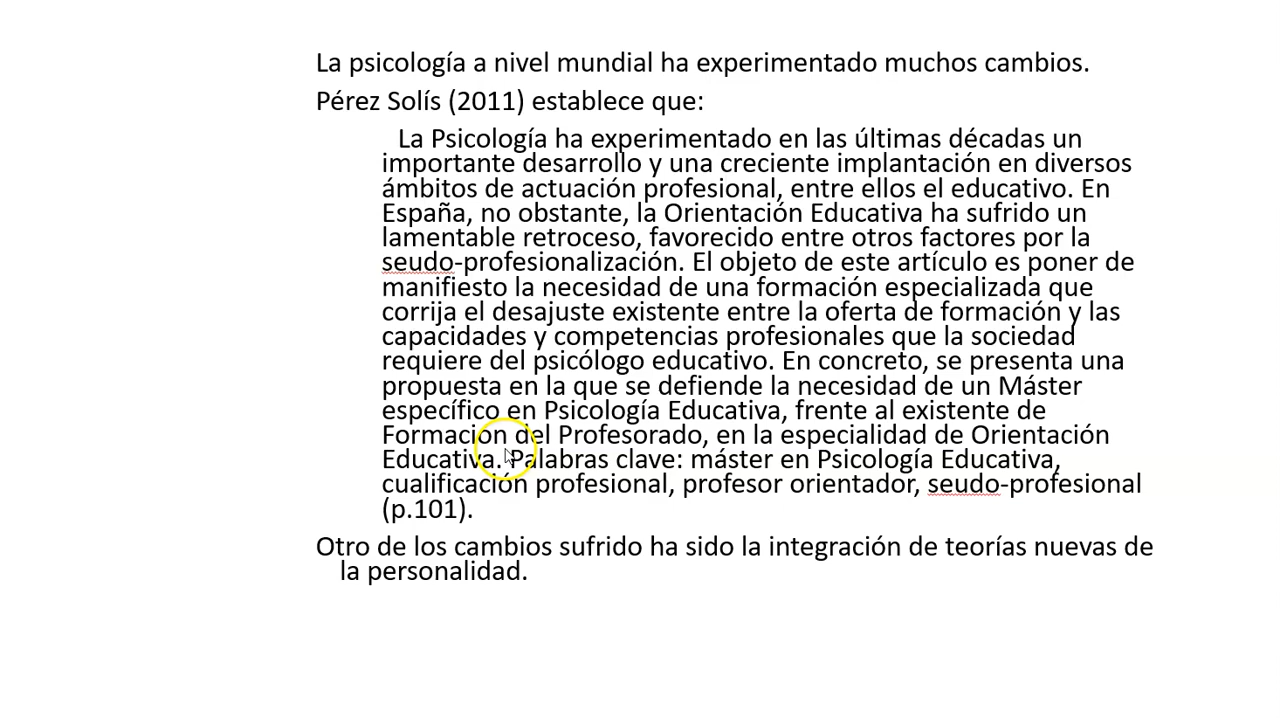 La psicología a nivel mundial ha experimentado muchos cambios.
Pérez Solís (2011) establece que:
La Psicología ha experimentado en las últimas décadas un
importante desarrollo y una creciente implantación en diversos
ámbitos de actuación profesional, entre ellos el educativo. En
España, no obstante, la Orientación Educativa ha sufrido un
lamentable retroceso, favorecido entre otros factores por la
seudo-profesionalización. El objeto de este artículo es poner de
manifiesto la necesidad de una formación especializada que
corrija el desajuste existente entre la oferta de formación y las
capacidades y competencias profesionales que la sociedad
requiere del psicólogo educativo. En concreto, se presenta una
propuesta en la que se defiende la necesidad de un Máster
específico en Psicología Educativa, frente al existente de
Formacion del Profesorado, en la especialidad de Orientación
Educativa. Palabras clave: máster en Psicología Educativa,
cualificación profesional, profesor orientador, seudo-profesional
(p.101).
Otro de los cambios sufrido ha sido la integración de teorías nuevas de
la personalidad.